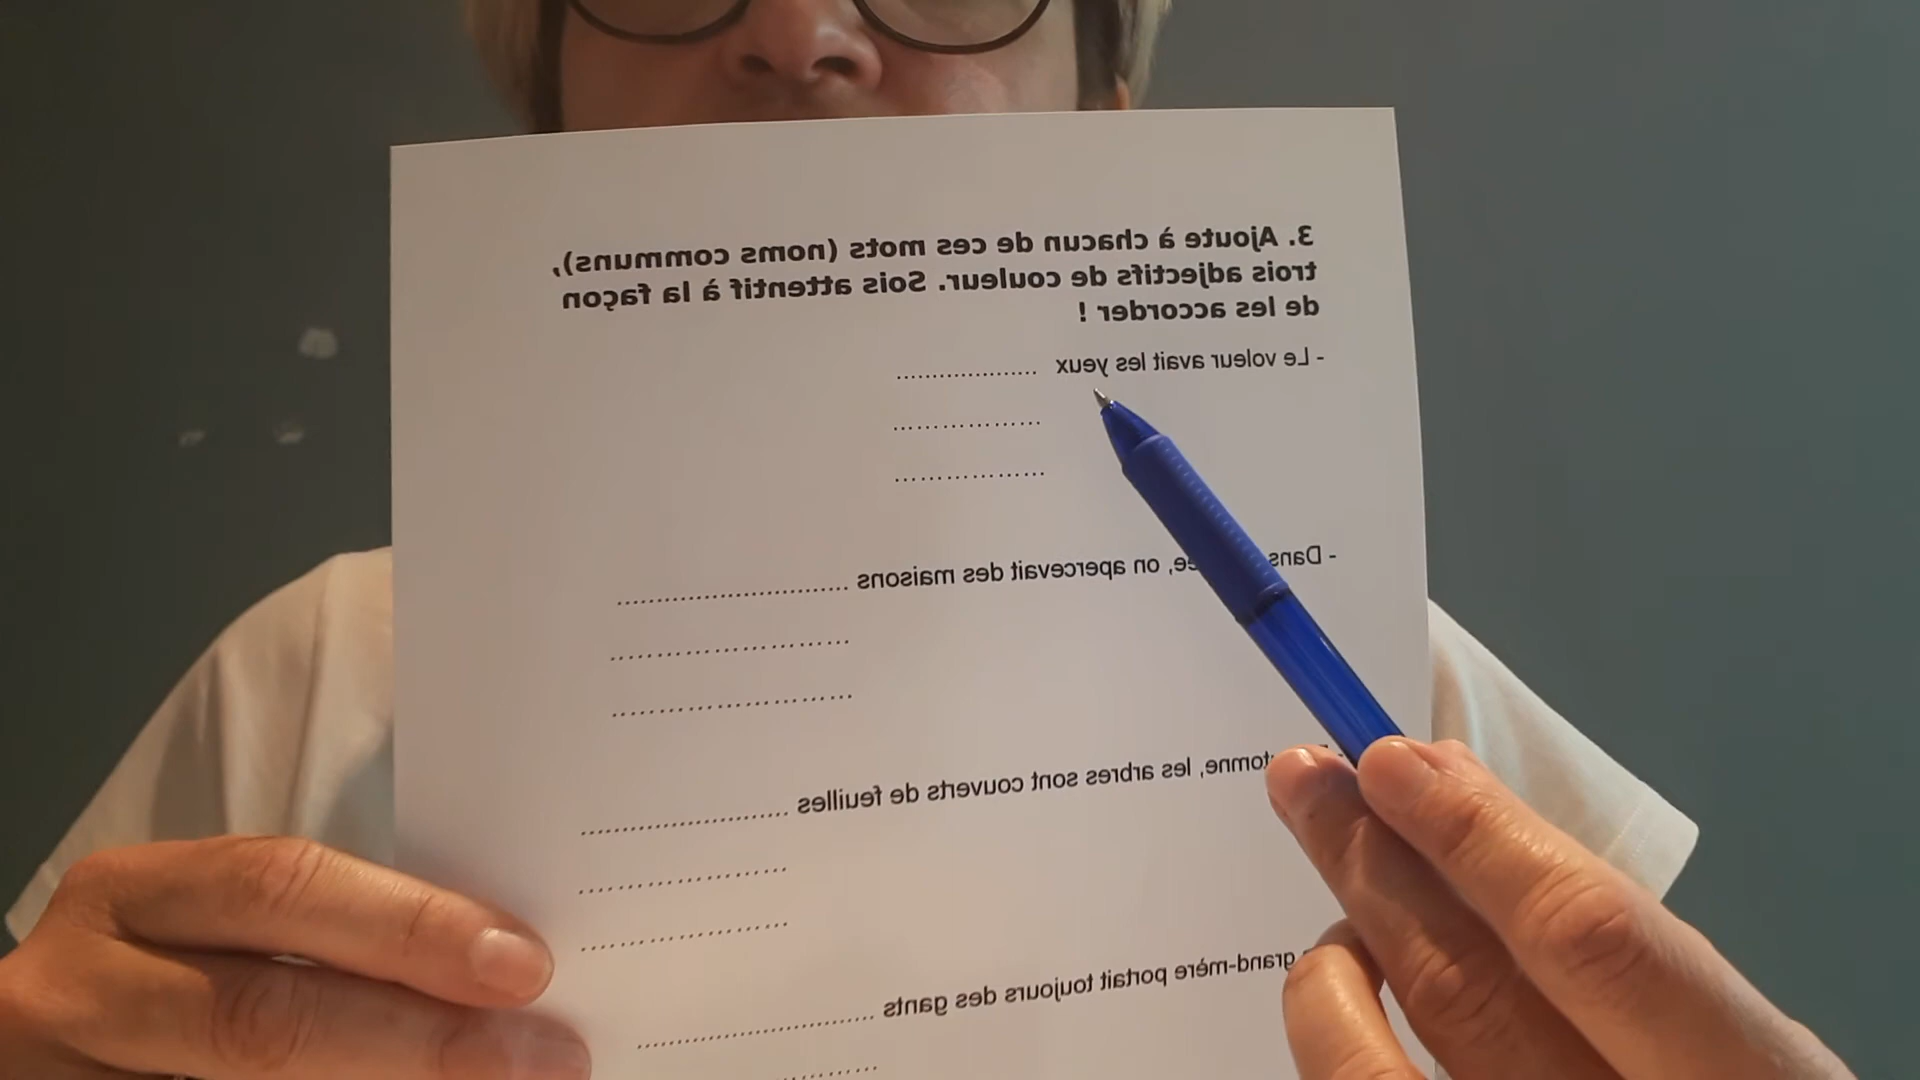 3. Ajoute à chacun de ces mots (noms communs),
trois adjectifs de couleur. Sois attentif à la façon
de les accorder !
- Le voleur avait les yeux ....................
..................
..................
- Dans on apercevait des maisons ..............................
..........................
..........................
les arbres sont couverts de feuilles ...........................
.......................
.......................
grand-mère portait toujours des gants ..............................